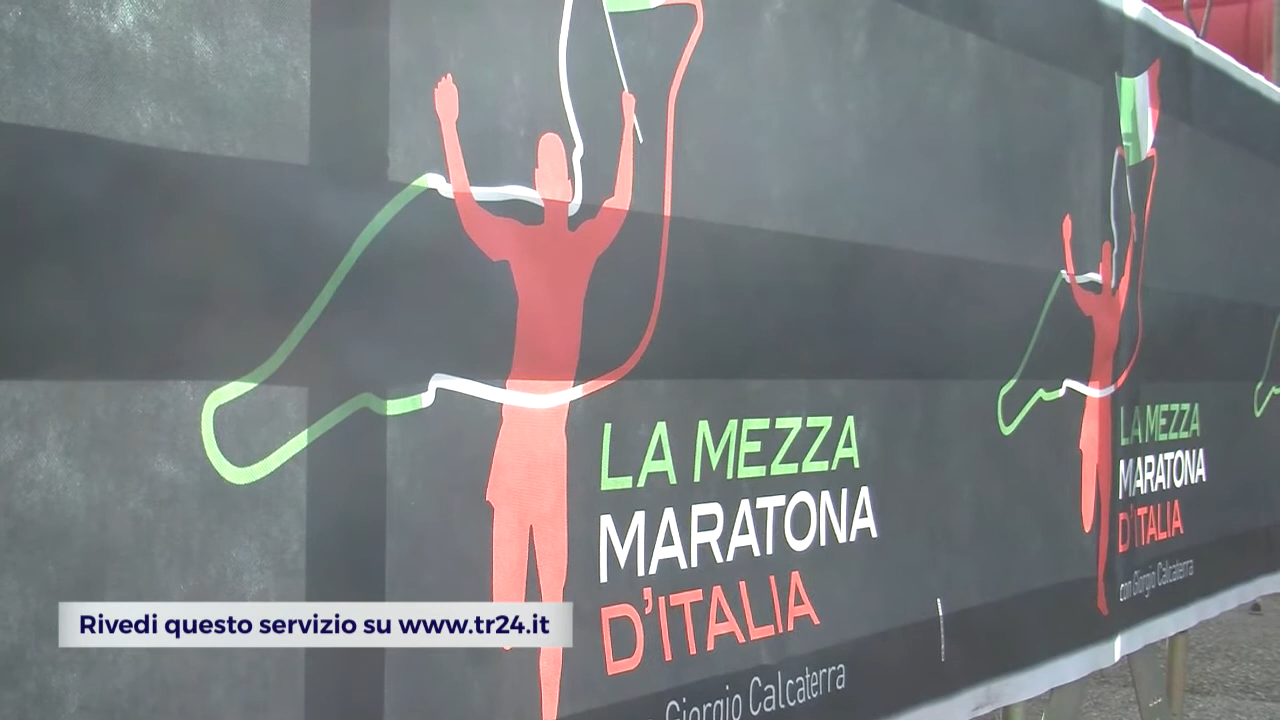 LA MEZZA
MARATONA
D'ITALIA
Giorgio Calcaterra
LA MEZZA
MARATONA
D'ITALIA
con Giorgio Calcaterra
Rivedi questo servizio su www.tr24.it